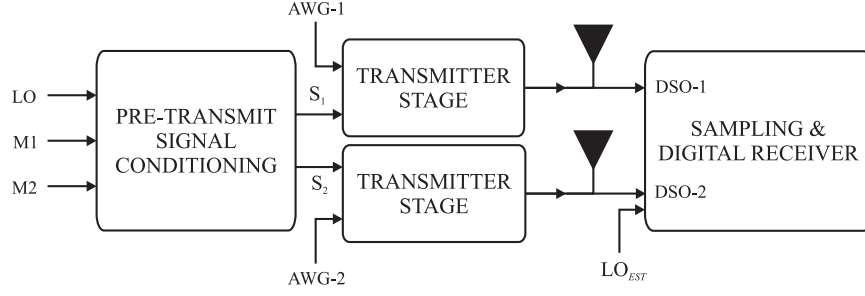 AWG-1
LO
M1
M2
PRE-TRANSMIT
SIGNAL
CONDITIONING
S1
S2
TRANSMITTER
STAGE
TRANSMITTER
STAGE
AWG-2
DSO-1
SAMPLING &
DIGITAL RECEIVER
DSO-2
LOEST